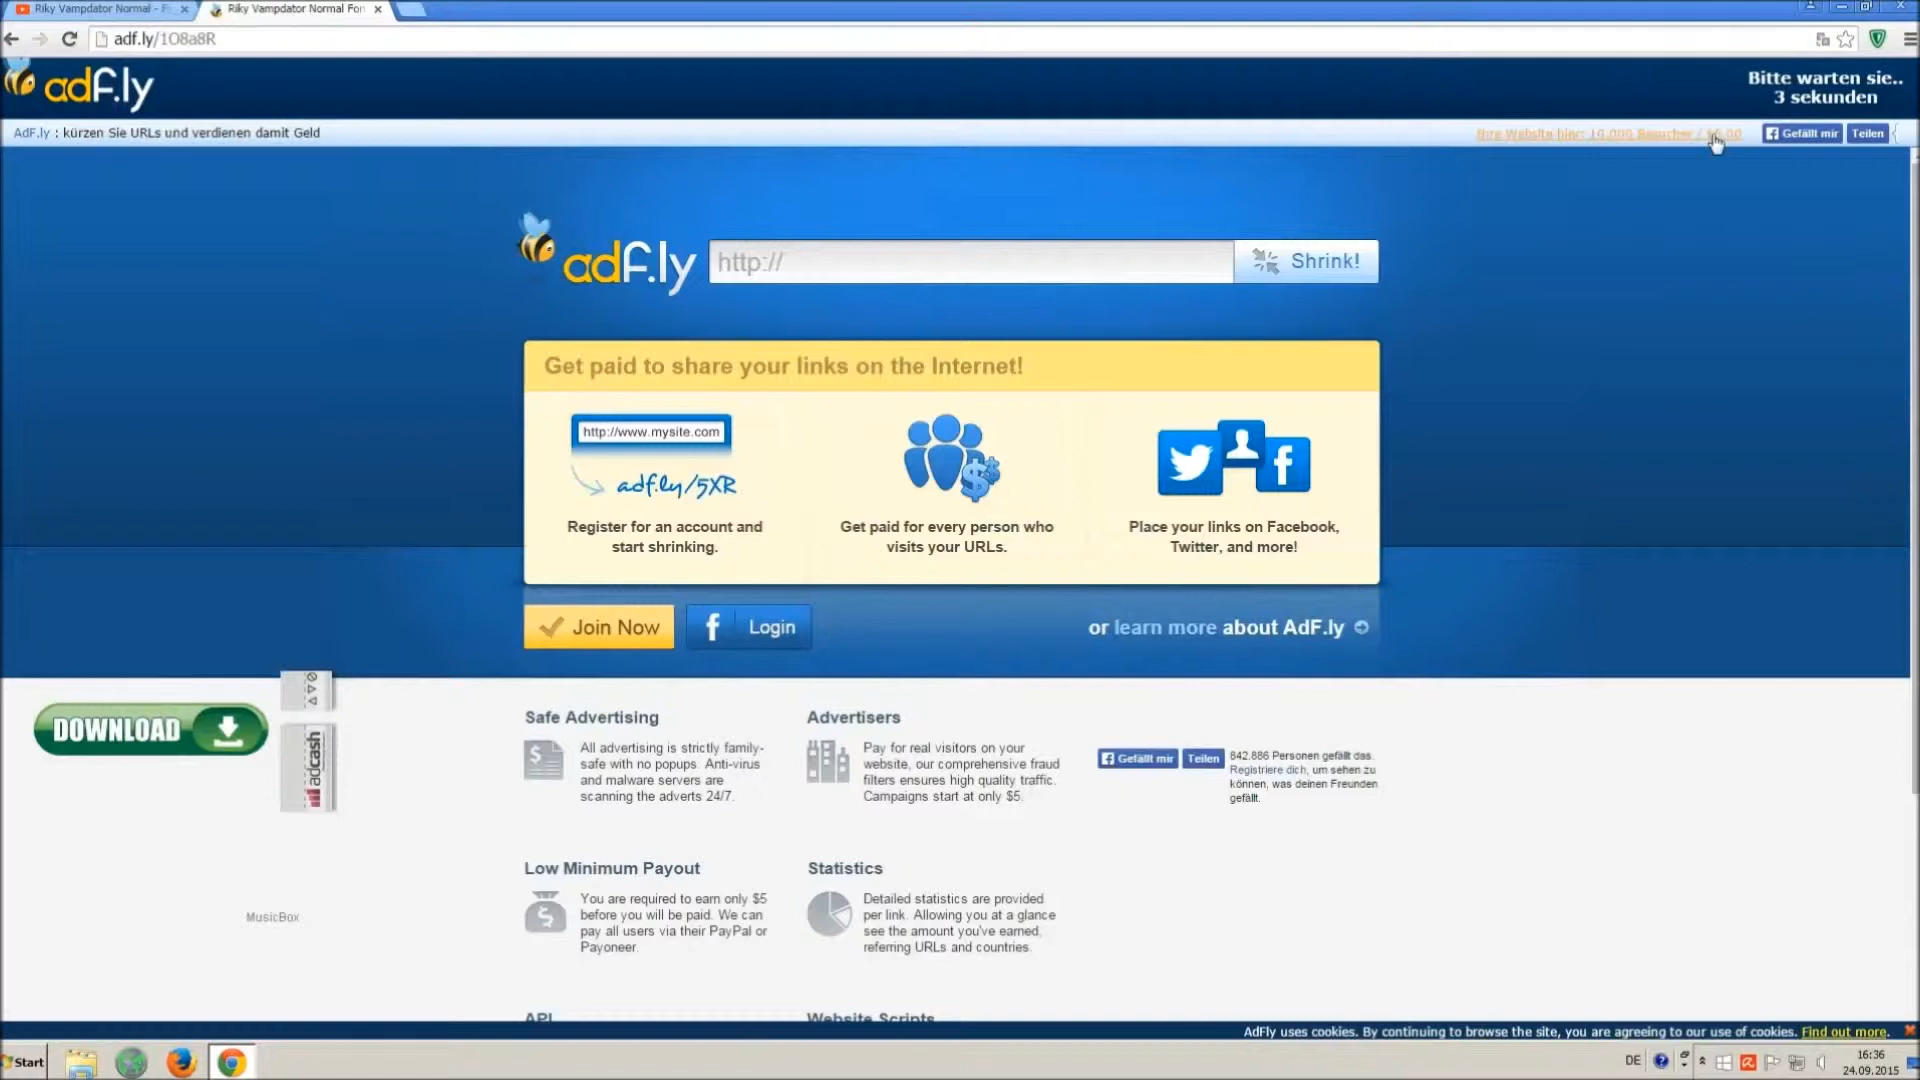 Riky Vampdator Normal - F
Riky Vampdator Normal For
adf.ly/1O8a8R
adf.ly
Bitte warten sie..
3 sekunden
AdF.ly : kürzen Sie URLs und verdienen damit Geld
Ihre Website hier: 10.000 Besucher /
Gefällt mir
Teilen
adf.ly
http://
Shrink!
Get paid to share your links on the Internet!
http://www.mysite.com
adf.ly/5XR
Register for an account and
start shrinking.
Get paid for every person who
visits your URLs.
Place your links on Facebook,
Twitter, and more!
Join Now
Login
or learn more about AdF.ly
DOWNLOAD
adcash
Safe Advertising
All advertising is strictly family-
safe with no popups. Anti-virus
and malware servers are
scanning the adverts 24/7.
Advertisers
Pay for real visitors on your
website, our comprehensive fraud
filters ensures high quality traffic.
Campaigns start at only $5.
Gefällt mir
Teilen
842.886 Personen gefällt das.
Registriere dich, um sehen zu
können, was deinen Freunden
gefällt.
Low Minimum Payout
You are required to earn only $5
before you will be paid. We can
pay all users via their PayPal or
Payoneer.
Statistics
Detailed statistics are provided
per link. Allowing you at a glance
see the amount you've earned,
referring URLs and countries.
MusicBox
API
Website Scripts
AdFly uses cookies. By continuing to browse the site, you are agreeing to our use of cookies. Find out more.
Start
DE
16:36
24.09.2015